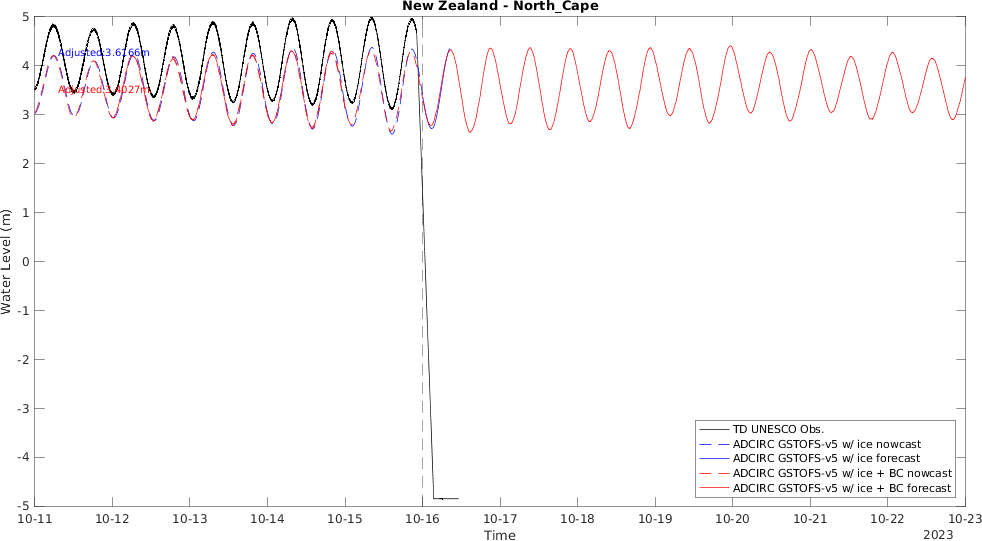 New Zealand - North_Cape
Water Level (m)
5
4
3
2
1
0
-1
-2
-3
-4
-5
Adjusted:3.6166m
TD UNESCO Obs.
ADCIRC GSTOFS-v5 w/ ice nowcast
ADCIRC GSTOFS-v5 w/ ice forecast
ADCIRC GSTOFS-v5 w/ ice + BC nowcast
ADCIRC GSTOFS-v5 w/ ice + BC forecast
10-11
10-12
10-13
10-14
10-15
10-16
10-17
10-18
10-19
10-20
10-21
10-22
10-23
Time
2023